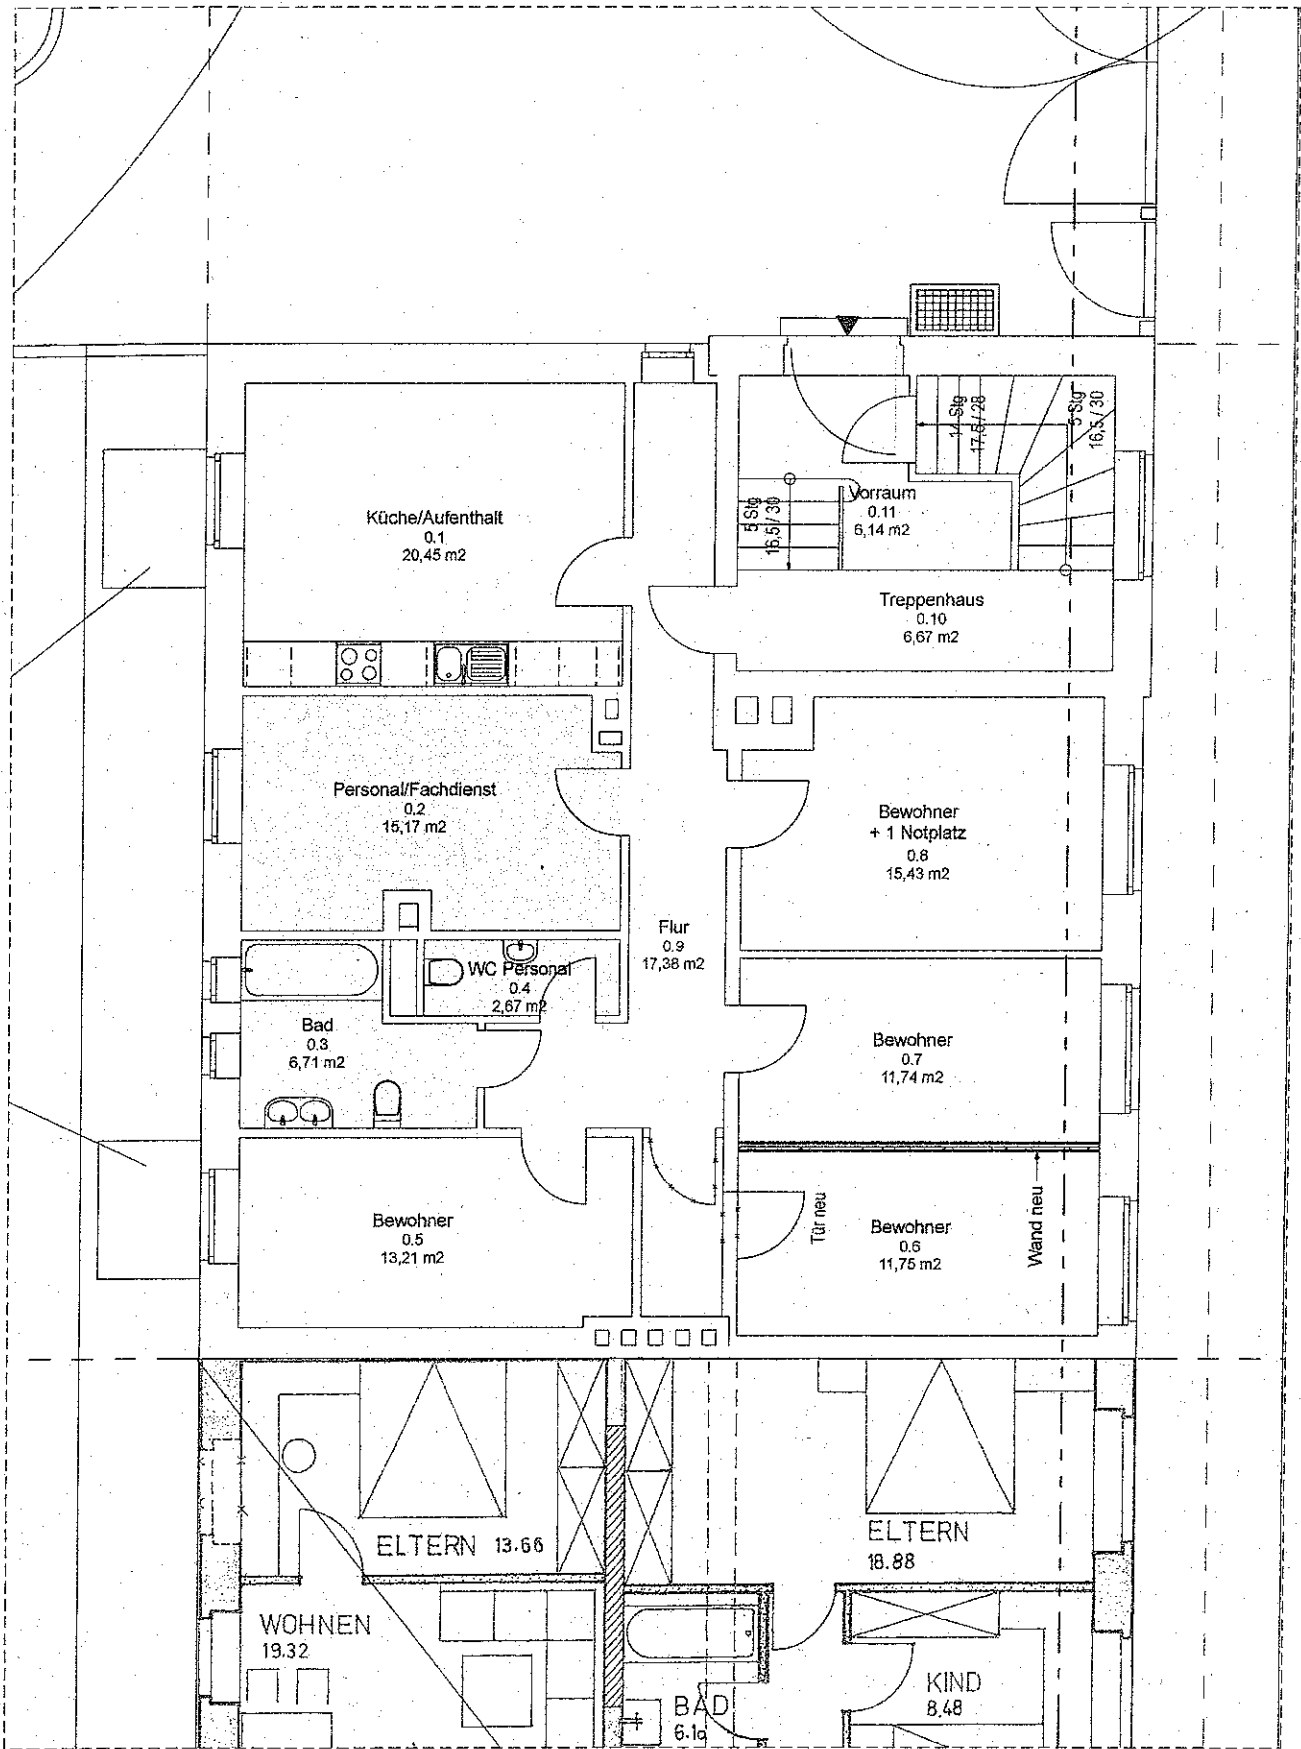 14 Stg
17,5 / 28
5 Stg
16,5 / 30
Küche/Aufenthalt
0.1
20,45 m2
5 Stg
16,5 / 30
Vorraum
0.11
6,14 m2
Treppenhaus
0.10
6,67 m2
Personal/Fachdienst
0.2
15,17 m2
Bewohner
+ 1 Notplatz
0.8
15,43 m2
Flur
0.9
17,38 m2
WC Personal
0.4
2,67 m2
Bad
0.3
6,71 m2
Bewohner
0.7
11,74 m2
Bewohner
0.5
13,21 m2
Tür neu
Bewohner
0.6
11,75 m2
Wand neu
ELTERN 13.66
ELTERN
18.88
WOHNEN
19.32
BAD
KIND
8,48